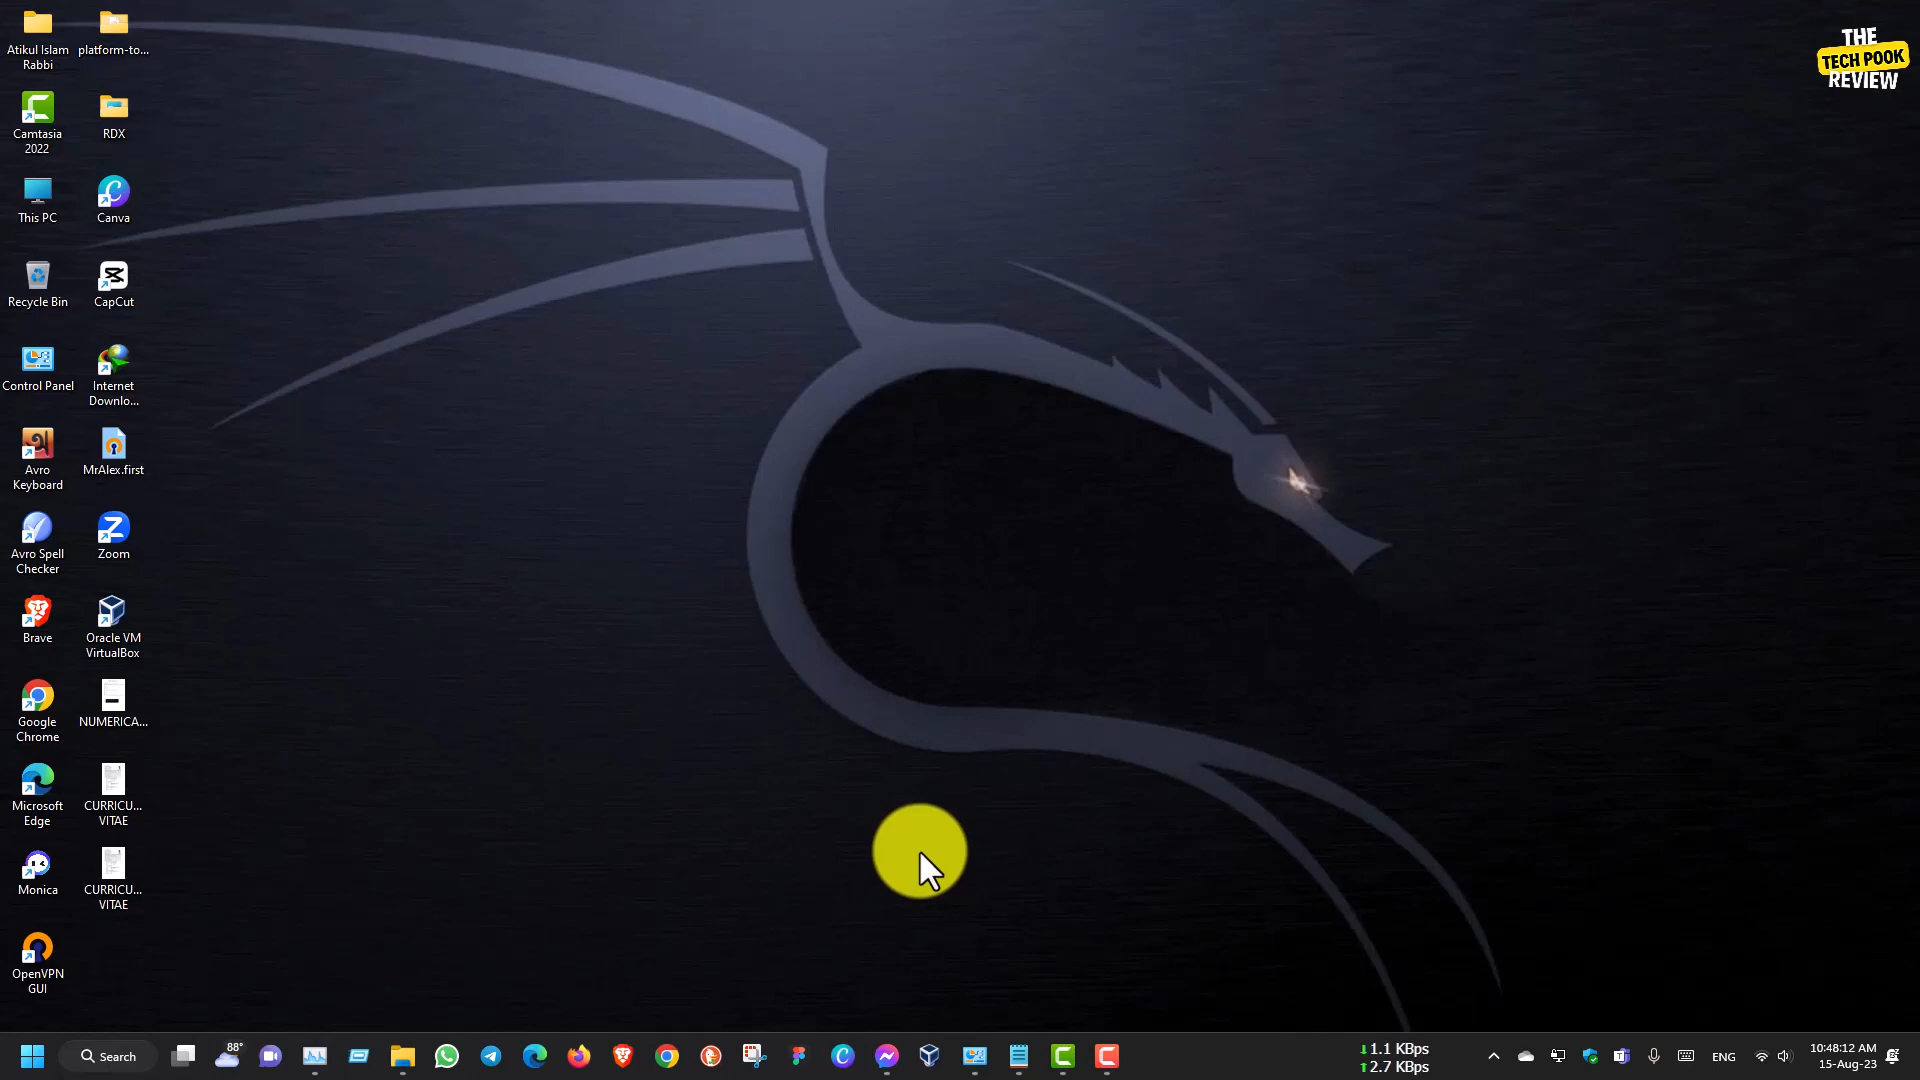 Atikul Islam
Rabbi
platform-to...
THE
TECH POOK
REVIEW
Camtasia
2022
RDX
This PC
Canva
Recycle Bin
CapCut
Control Panel
Internet
Downlo...
Avro
Keyboard
MrAlex.first
Avro Spell
Checker
Zoom
Brave
Oracle VM
VirtualBox
Google
Chrome
NUMERICA...
Microsoft
Edge
CURRICU...
VITAE
Monica
CURRICU...
VITAE
OpenVPN
GUI
Search
88°
1.1 KBps
2.7 KBps
ENG
10:48:12 AM
15-Aug-23